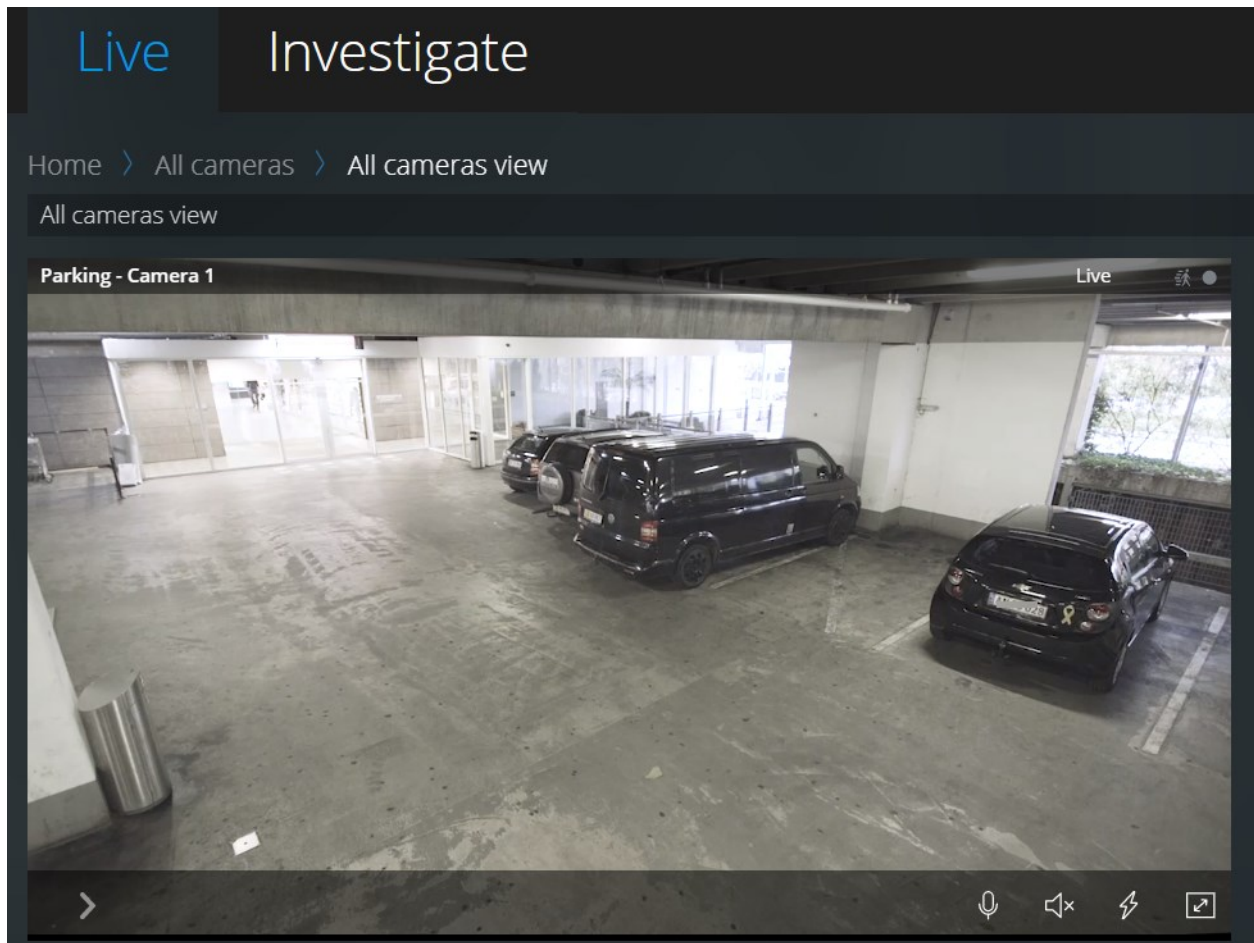 Live Investigate
Home 〉 All cameras 〉 All cameras view
All cameras view
Parking - Camera 1 Live